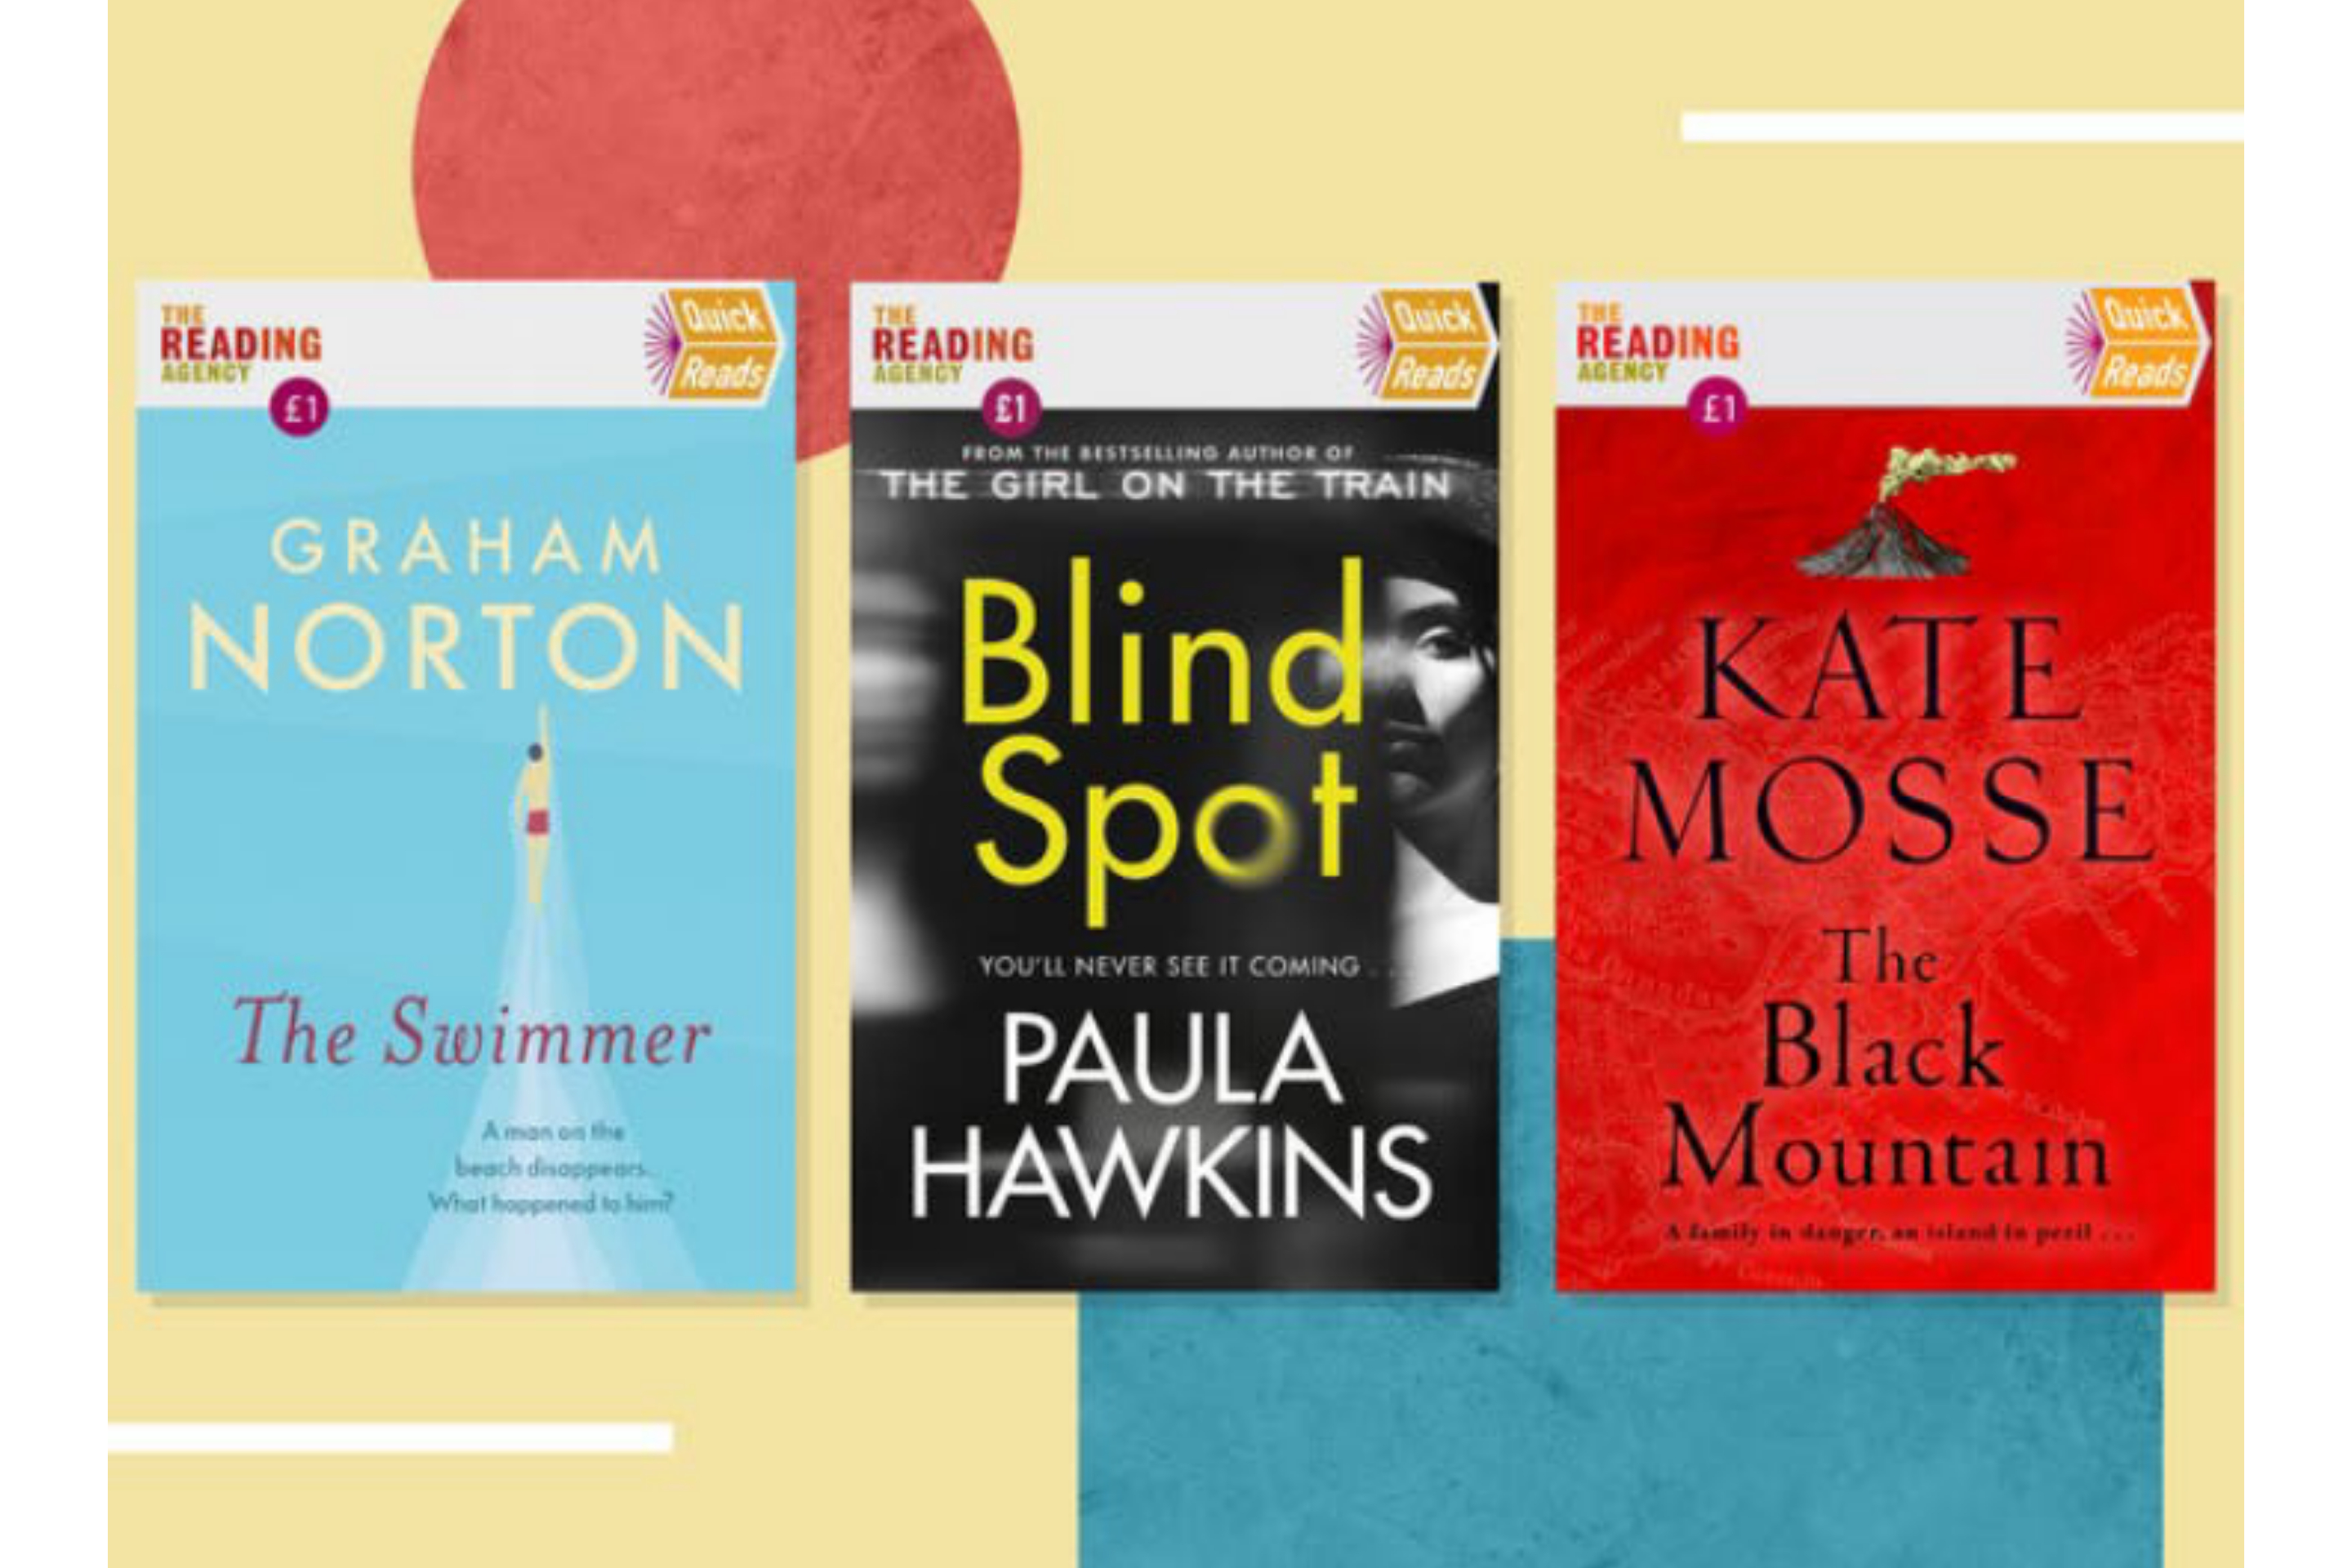 THE
READING
AGENCY
£1
Quick
Reads
GRAHAM
NORTON
The Swimmer
A man on the
beach disappears.
What happened to him?
THE
READING
AGENCY
£1
Quick
Reads
FROM THE BESTSELLING AUTHOR OF
THE GIRL ON THE TRAIN
Blind
Spot
YOU'LL NEVER SEE IT COMING . . .
PAULA
HAWKINS
THE
READING
AGENCY
£1
Quick
Reads
KATE
MOSSE
The
Black
Mountain
A family in danger, an island in peril . . .